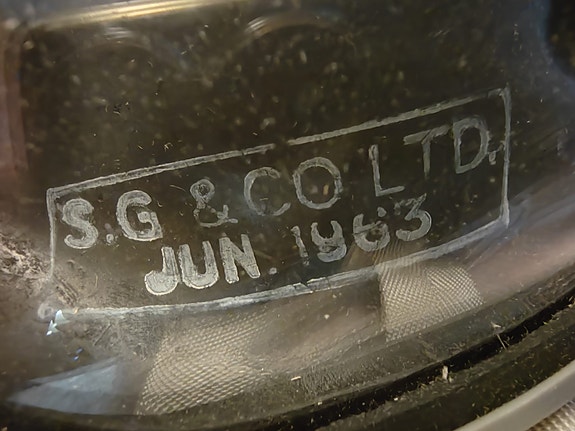 S.G & CO LTD.
JUN. 1963